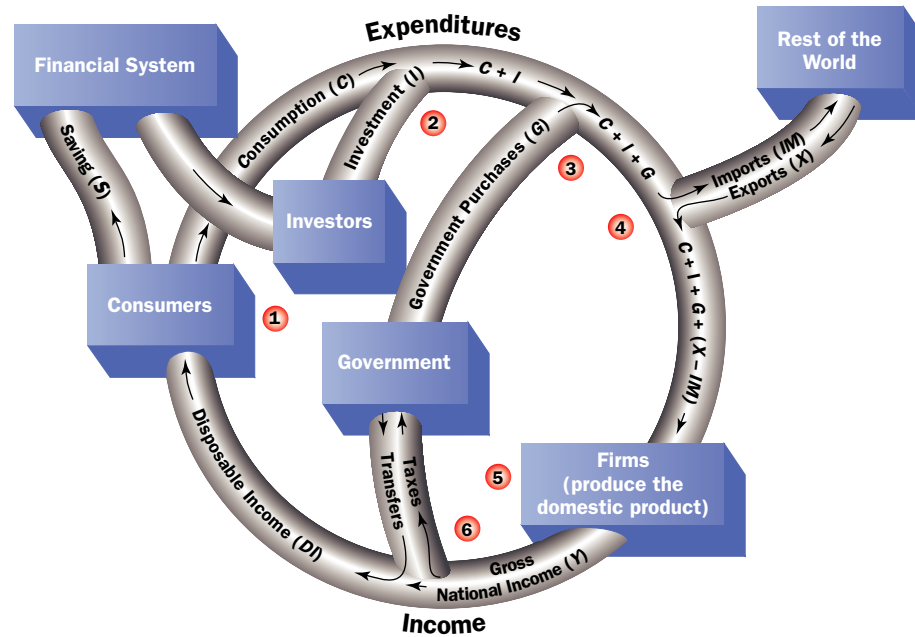 Expenditures
Financial System
Rest of the
World
Saving (S)
Consumption (C)
Investment (I)
C + I
2
Government Purchases (G)
3
C + I + G
Imports (IM)
Exports (X)
4
Investors
Consumers
1
C + I + G + (X – IM)
Government
Disposable Income (DI)
Transfers
Taxes
5
6
Firms
(produce the
domestic product)
Gross
National Income (Y)
Income